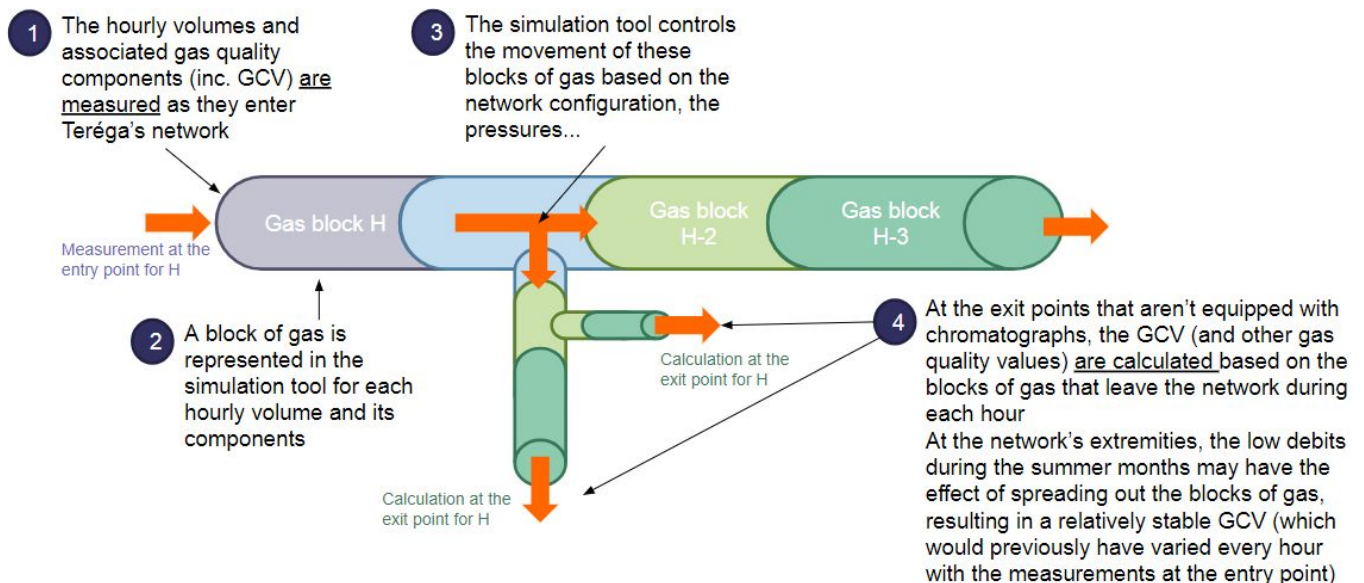 1
The hourly volumes and
associated gas quality
components (inc. GCV) are
measured as they enter
Teréga's network
3
The simulation tool controls
the movement of these
blocks of gas based on the
network configuration, the
pressures...
Measurement at the
entry point for H
Gas block H
Gas block
H-2
Gas block
H-3
2
A block of gas is
represented in the
simulation tool for each
hourly volume and its
components
Calculation at the
exit point for H
Calculation at the
exit point for H
4
At the exit points that aren't equipped with
chromatographs, the GCV (and other gas
quality values) are calculated based on the
blocks of gas that leave the network during
each hour
At the network's extremities, the low debits
during the summer months may have the
effect of spreading out the blocks of gas,
resulting in a relatively stable GCV (which
would previously have varied every hour
with the measurements at the entry point)